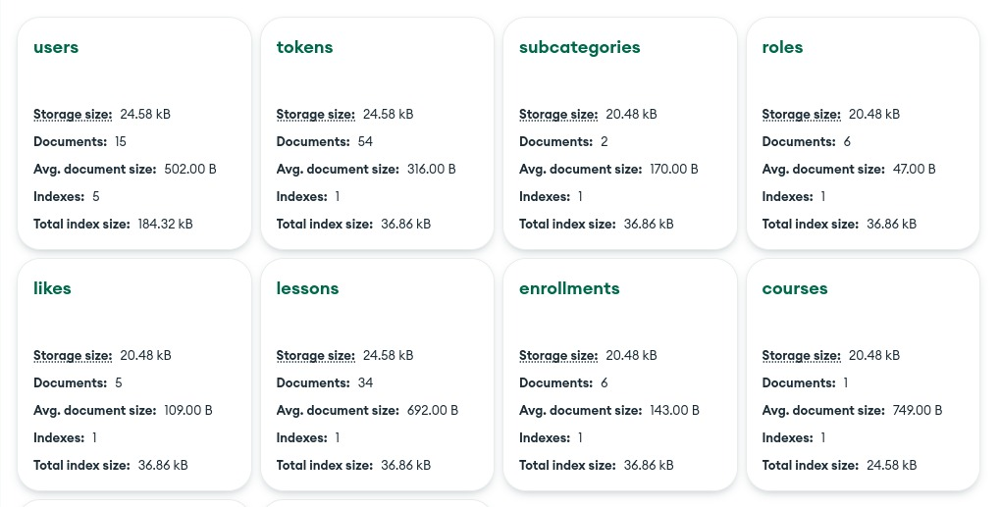 users
Storage size: 24.58 kB
Documents: 15
Avg. document size: 502.00 B
Indexes: 5
Total index size: 184.32 kB
tokens
Storage size: 24.58 kB
Documents: 54
Avg. document size: 316.00 B
Indexes: 1
Total index size: 36.86 kB
subcategories
Storage size: 20.48 kB
Documents: 2
Avg. document size: 170.00 B
Indexes: 1
Total index size: 36.86 kB
roles
Storage size: 20.48 kB
Documents: 6
Avg. document size: 47.00 B
Indexes: 1
Total index size: 36.86 kB
likes
Storage size: 20.48 kB
Documents: 5
Avg. document size: 109.00 B
Indexes: 1
Total index size: 36.86 kB
lessons
Storage size: 24.58 kB
Documents: 34
Avg. document size: 692.00 B
Indexes: 1
Total index size: 36.86 kB
enrollments
Storage size: 20.48 kB
Documents: 6
Avg. document size: 143.00 B
Indexes: 1
Total index size: 36.86 kB
courses
Storage size: 20.48 kB
Documents: 1
Avg. document size: 749.00 B
Indexes: 1
Total index size: 24.58 kB